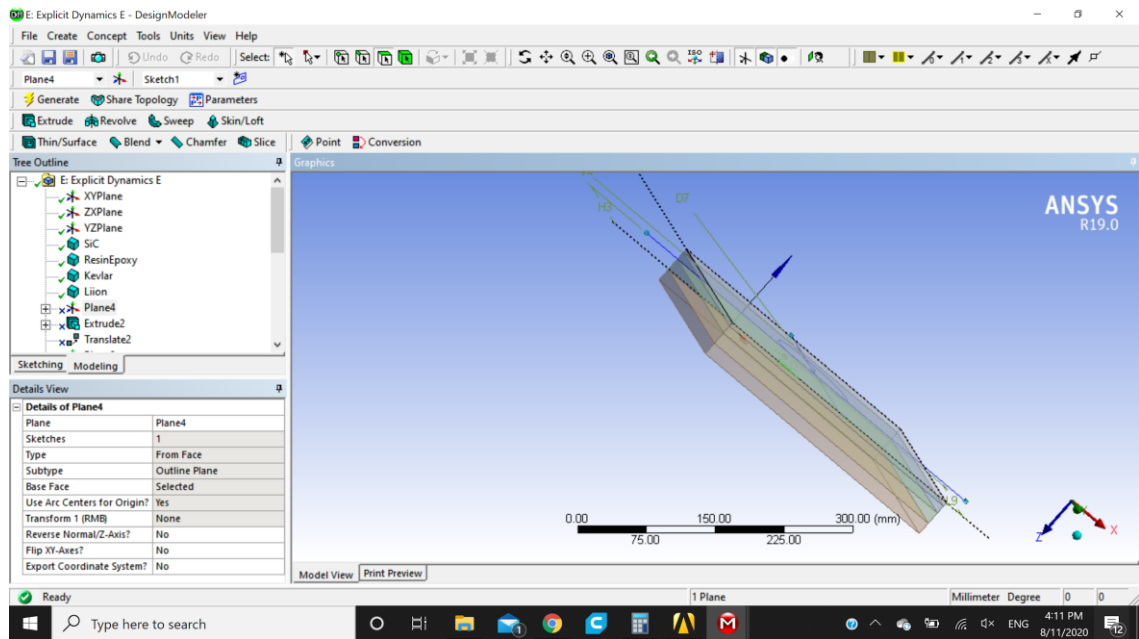 E: Explicit Dynamics E - DesignModeler
File Create Concept Tools Units View Help
Undo Redo Select: ISO
Plane4 Sketch1
Generate Share Topology Parameters
Extrude Revolve Sweep Skin/Loft
Thin/Surface Blend Chamfer Slice Point Conversion
Tree Outline
E: Explicit Dynamics E
XYPlane
ZXPlane
YZPlane
SiC
ResinEpoxy
Kevlar
Liion
Plane4
Extrude2
Translate2
Sketching Modeling
Details View
Details of Plane4
Plane Plane4
Sketches 1
Type From Face
Subtype Outline Plane
Base Face Selected
Use Arc Centers for Origin? Yes
Transform 1 (RMB) None
Reverse Normal/Z-Axis? No
Flip XY-Axes? No
Export Coordinate System? No
Graphics
H3
D7
ANSYS
R19.0
0.00 150.00 300.00 (mm)
75.00 225.00
Z X
Model View Print Preview
Ready 1 Plane Millimeter Degree 0 0
Type here to search
ENG
4:11 PM
8/11/2020
12